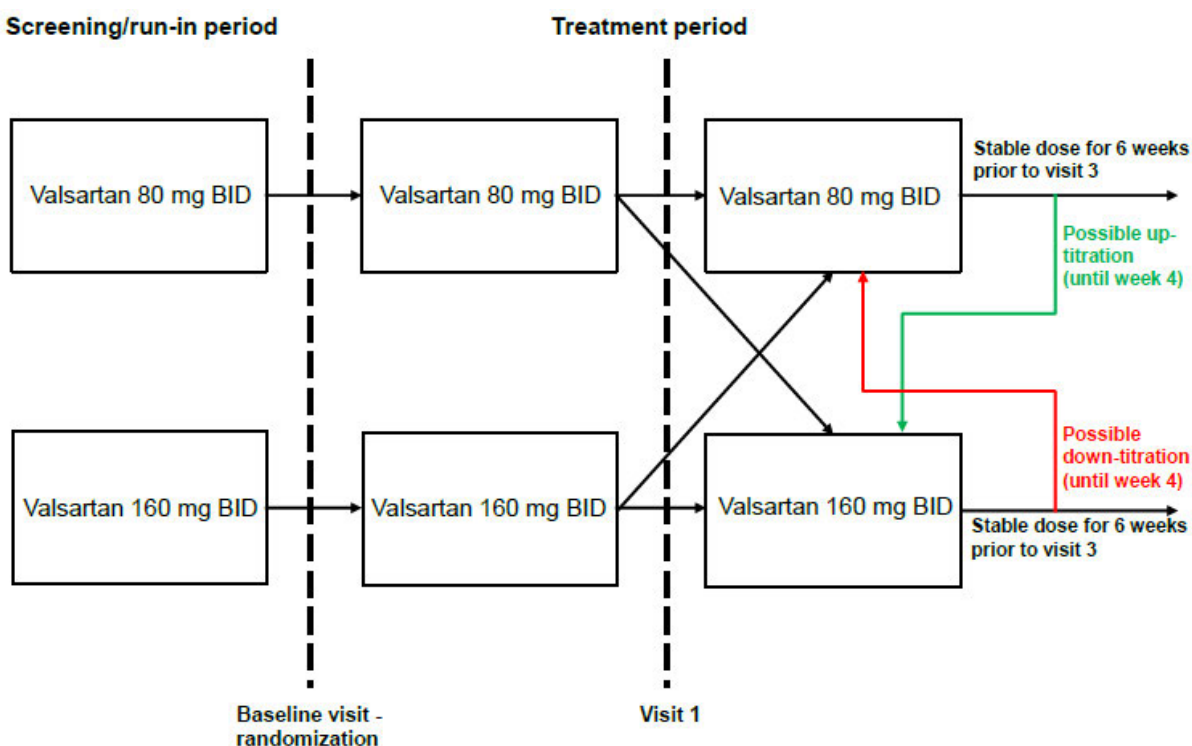 Screening/run-in period
Treatment period
Valsartan 80 mg BID
Valsartan 80 mg BID
Valsartan 80 mg BID
Stable dose for 6 weeks
prior to visit 3
Possible up-
titration
(until week 4)
Valsartan 160 mg BID
Valsartan 160 mg BID
Valsartan 160 mg BID
Possible
down-titration
(until week 4)
Stable dose for 6 weeks
prior to visit 3
Baseline visit -
randomization
Visit 1